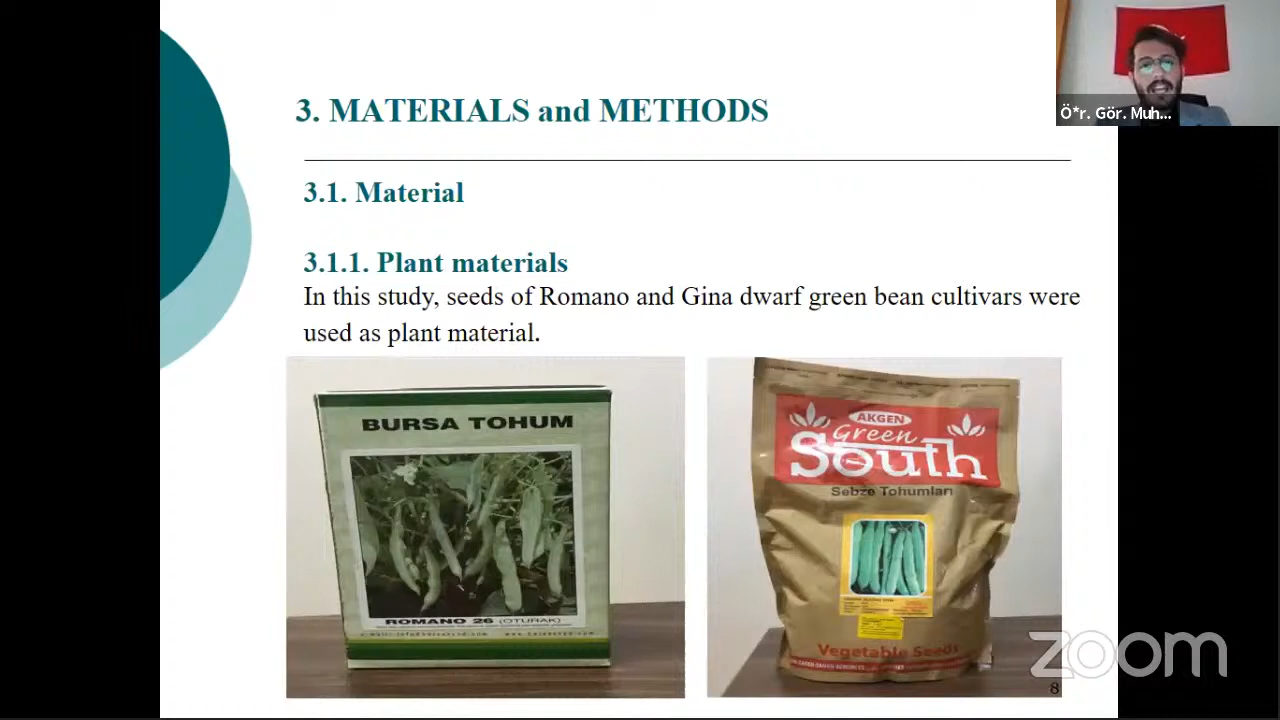 3. MATERIALS and METHODS
Ö*r. Gör. Muh...
3.1. Material
3.1.1. Plant materials
In this study, seeds of Romano and Gina dwarf green bean cultivars were
used as plant material.
BURSA TOHUM
ROMANO 26 (OTURAK)
AKGEN
Green
South
Sebze Tohumları
Vegetable Seeds
8
zoom